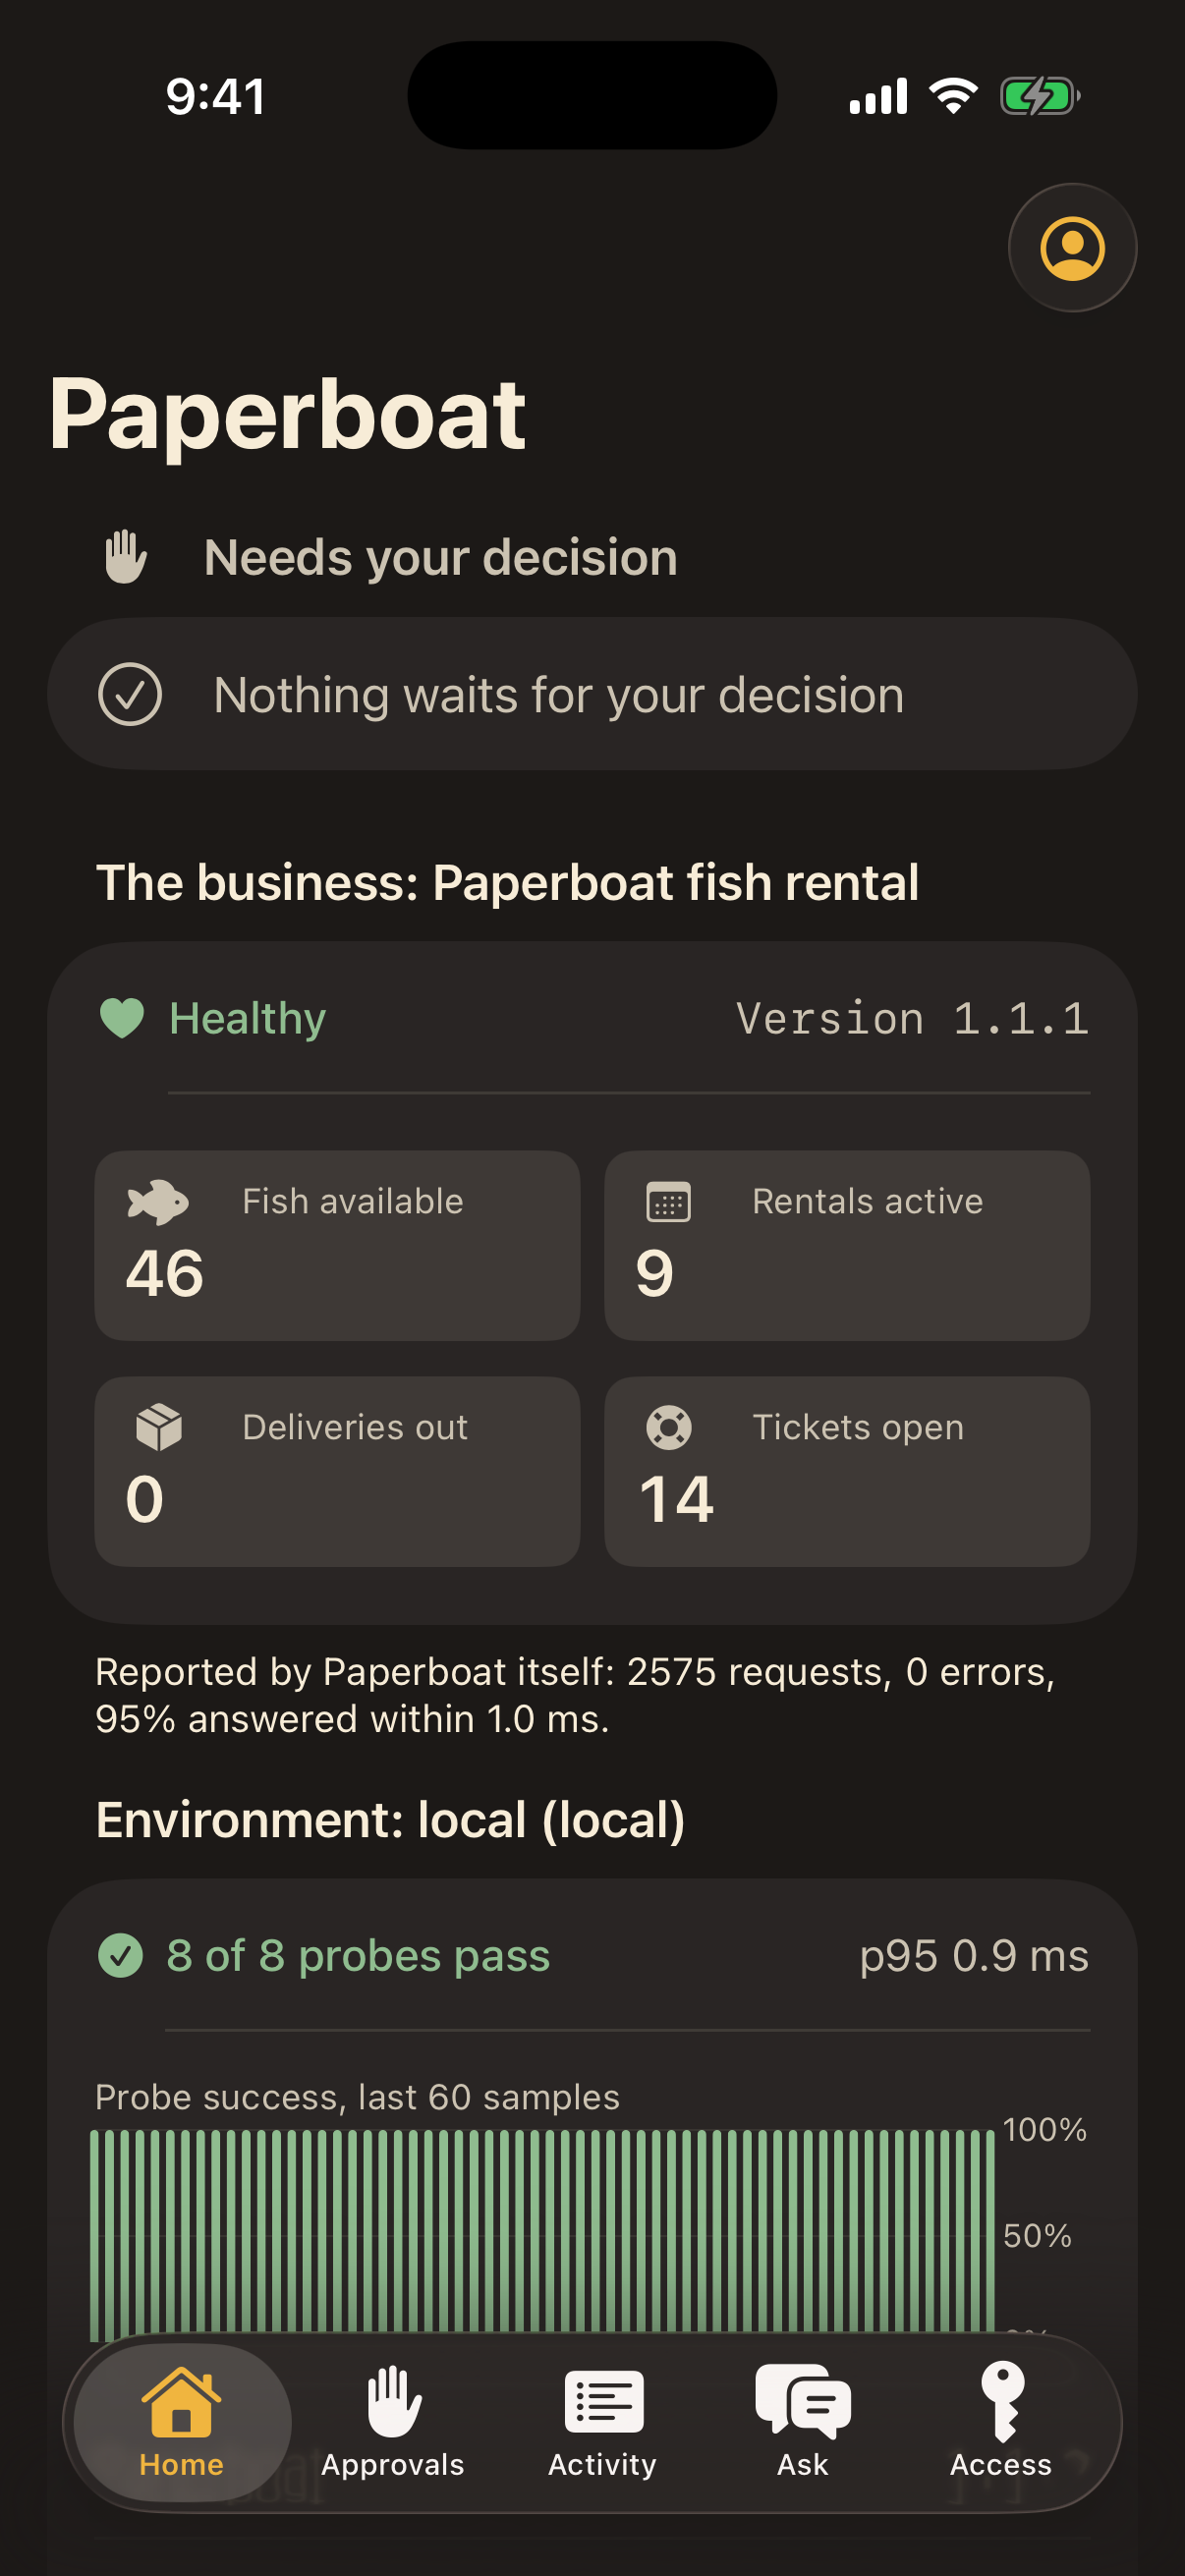 9:41
Paperboat
Needs your decision
Nothing waits for your decision
The business: Paperboat fish rental
Healthy
Version 1.1.1
Fish available
46
Rentals active
9
Deliveries out
0
Tickets open
14
Reported by Paperboat itself: 2575 requests, 0 errors,
95% answered within 1.0 ms.
Environment: local (local)
8 of 8 probes pass
p95 0.9 ms
Probe success, last 60 samples
100%
50%
Home
Approvals
Activity
Ask
Access